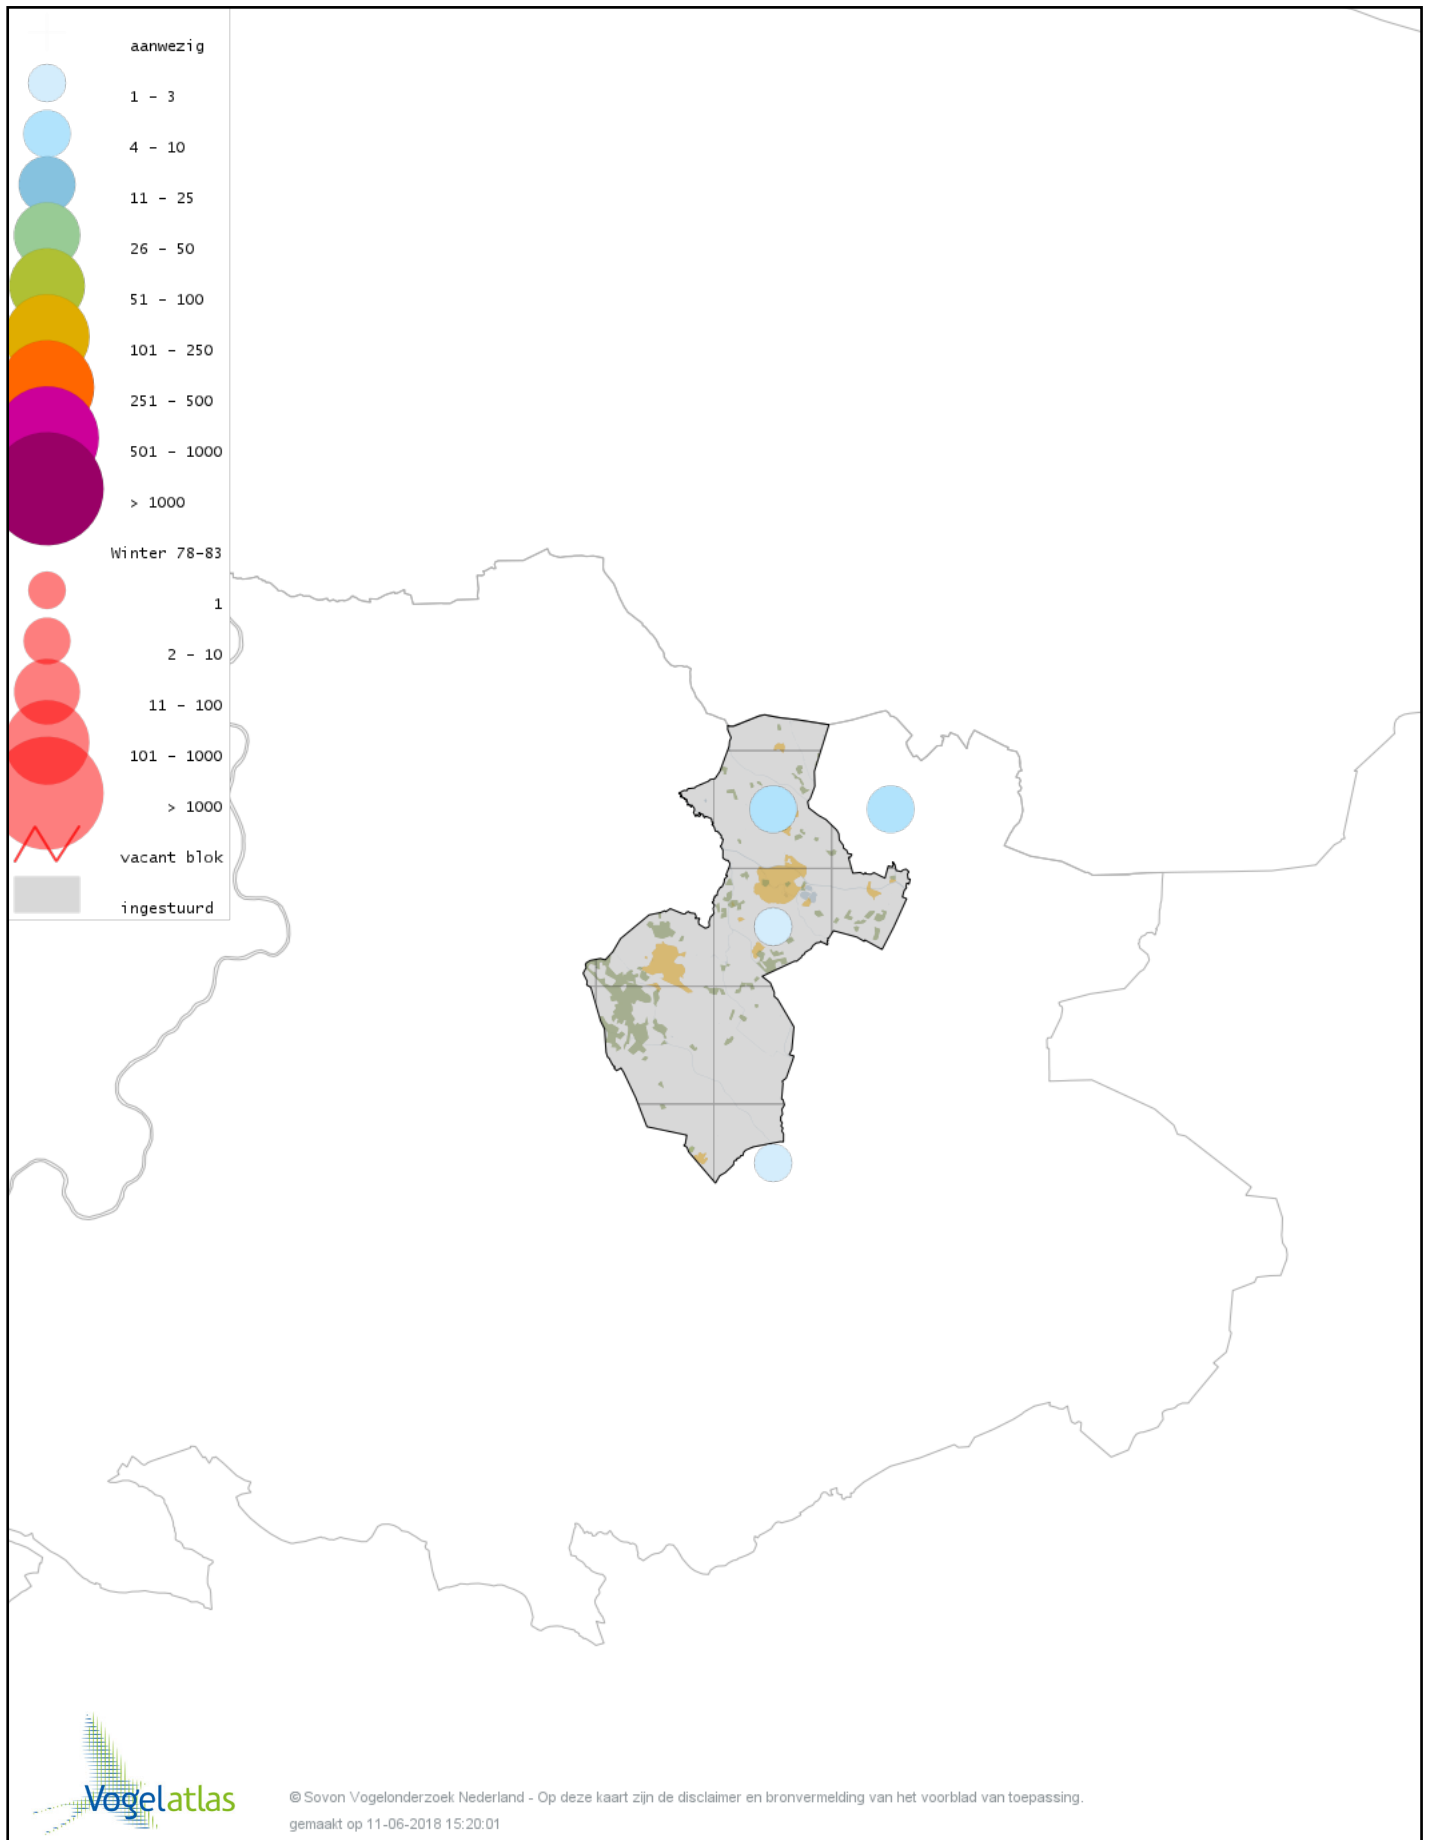 aanwezig
1 – 3
4 – 10
11 – 25
26 – 50
51 – 100
101 – 250
251 – 500
501 – 1000
> 1000
Winter 78–83
1
2 – 10
11 – 100
101 – 1000
> 1000
vacant blok
ingestuurd
Vogelatlas
© Sovon Vogelonderzoek Nederland - Op deze kaart zijn de disclaimer en bronvermelding van het voorblad van toepassing.
gemaakt op 11-06-2018 15:20:01